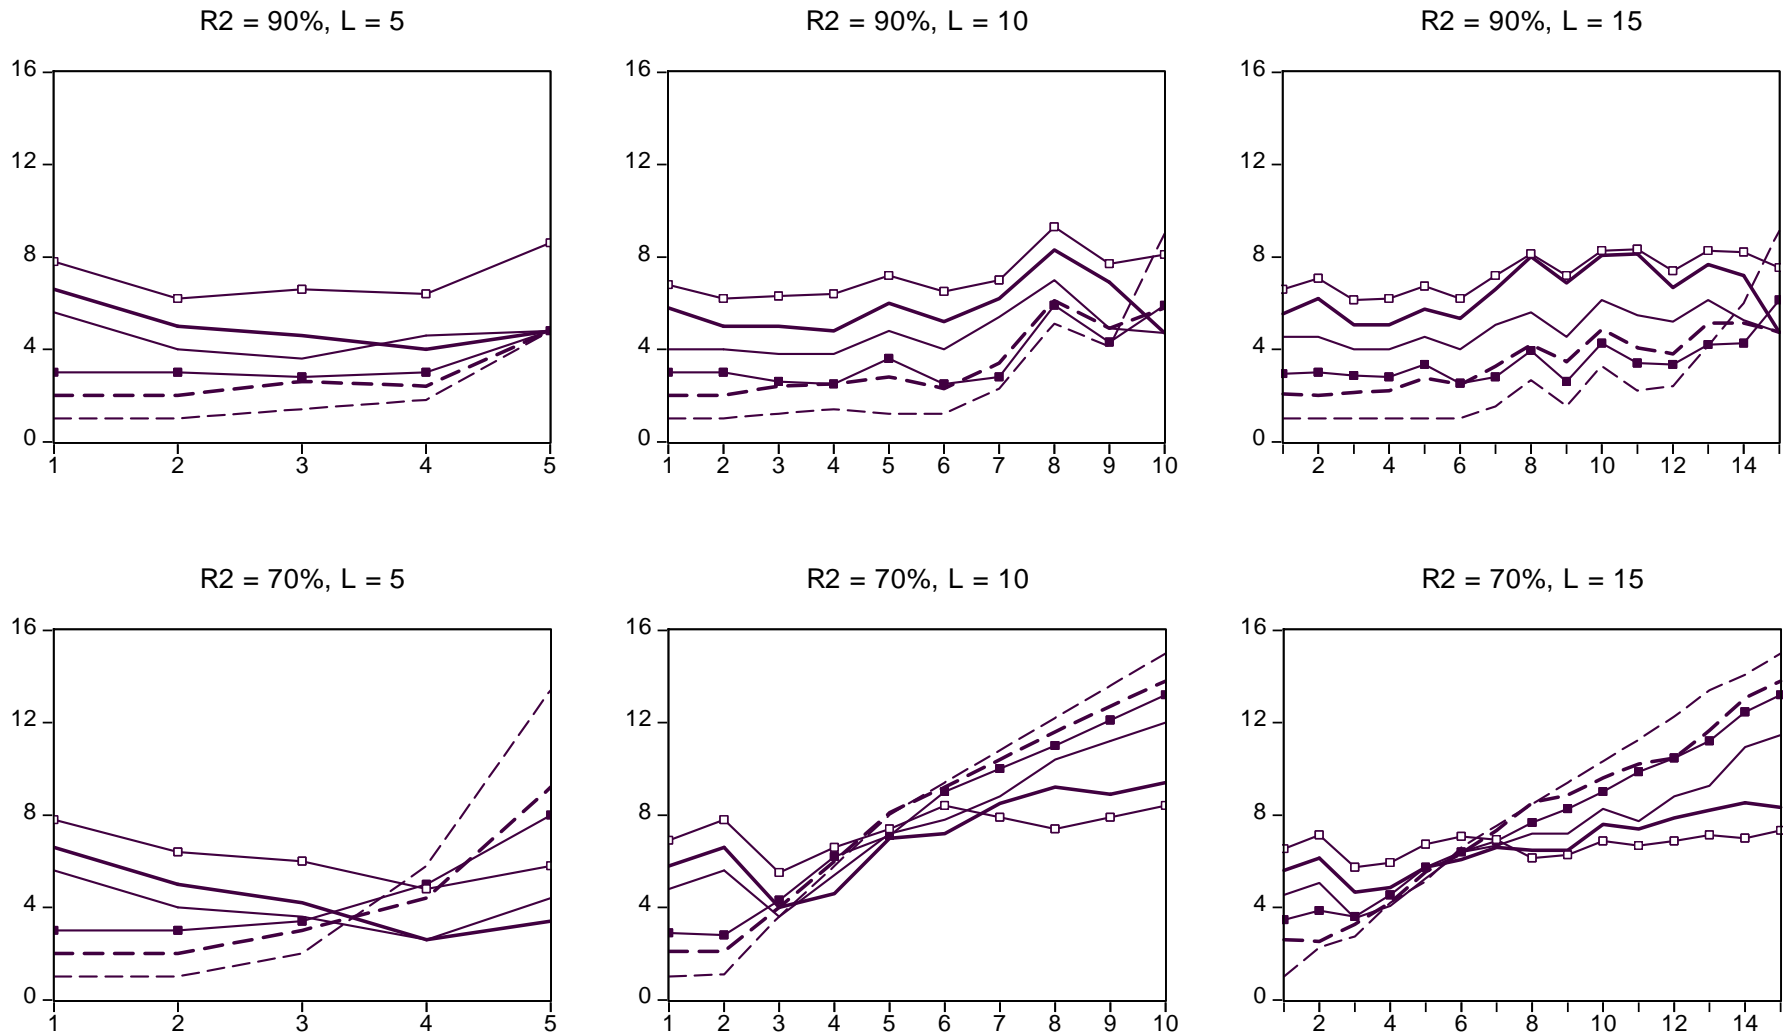 R2 = 90%, L = 5
16
12
8
4
0
1 2 3 4 5
R2 = 90%, L = 10
16
12
8
4
0
1 2 3 4 5 6 7 8 9 10
R2 = 90%, L = 15
16
12
8
4
0
2 4 6 8 10 12 14
R2 = 70%, L = 5
16
12
8
4
0
1 2 3 4 5
R2 = 70%, L = 10
16
12
8
4
0
1 2 3 4 5 6 7 8 9 10
R2 = 70%, L = 15
16
12
8
4
0
2 4 6 8 10 12 14